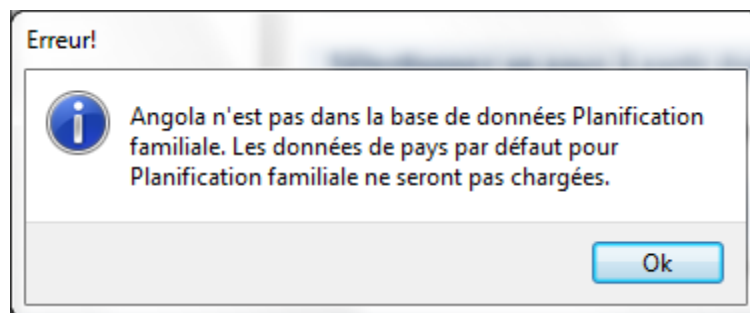 Erreur!
Angola n'est pas dans la base de données Planification
familiale. Les données de pays par défaut pour
Planification familiale ne seront pas chargées.
Ok